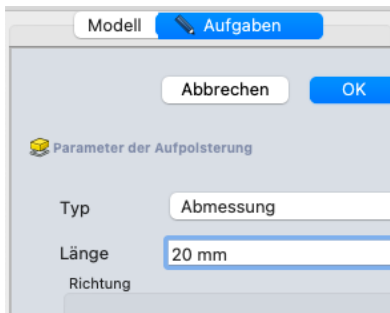 Modell Aufgaben
Abbrechen OK
Parameter der Aufpolsterung
Typ Abmessung
Länge 20 mm
Richtung